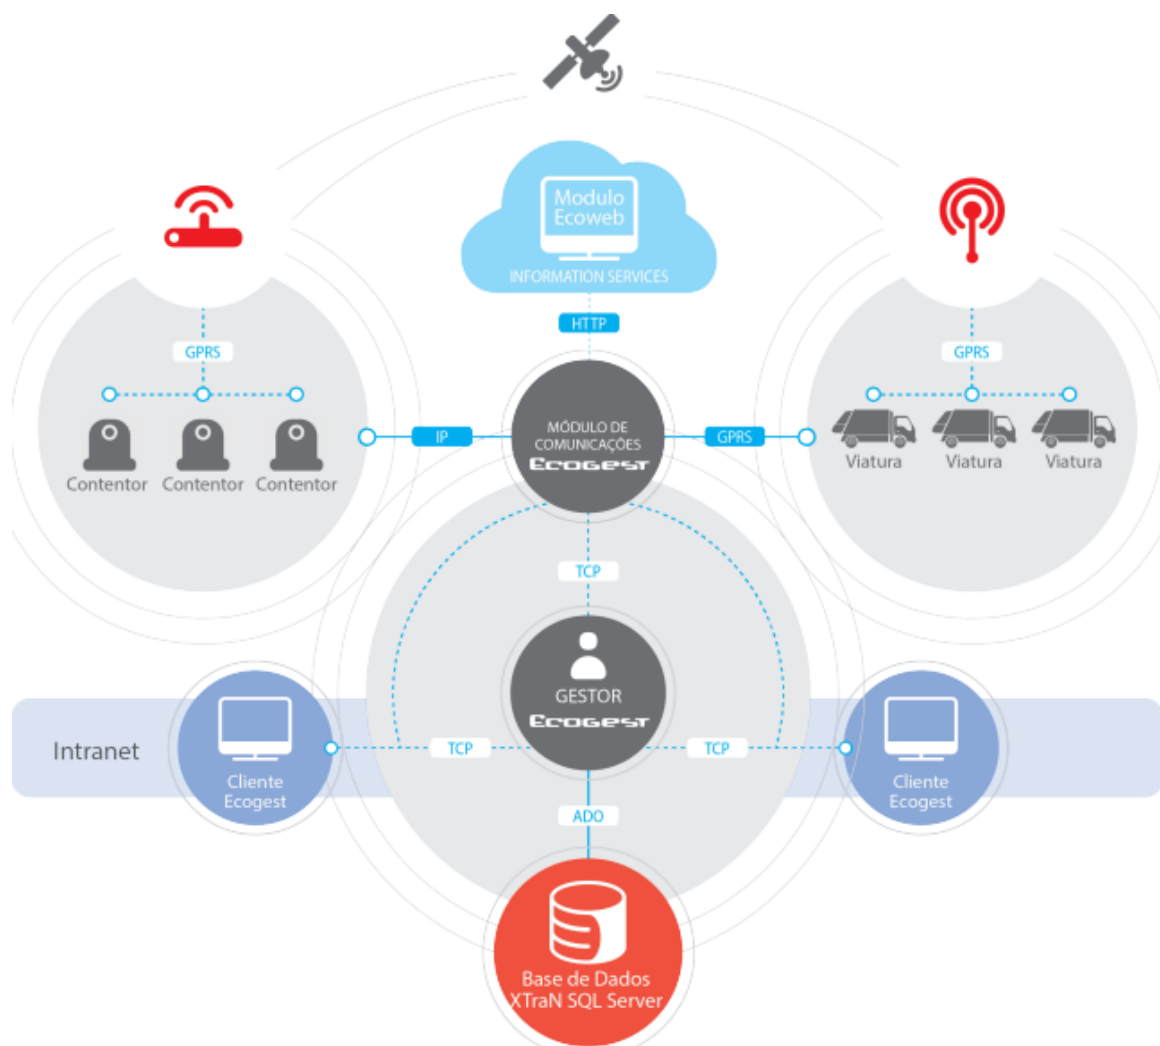 Modulo
Ecoweb
INFORMATION SERVICES
HTTP
GPRS
GPRS
MÓDULO DE
COMUNICAÇÕES
ECOGEST
IP
GPRS
Contentor
Contentor
Contentor
Viatura
Viatura
Viatura
TCP
GESTOR
ECOGEST
Intranet
TCP
TCP
Cliente
Ecogest
Cliente
Ecogest
ADO
Base de Dados
XTraN SQL Server